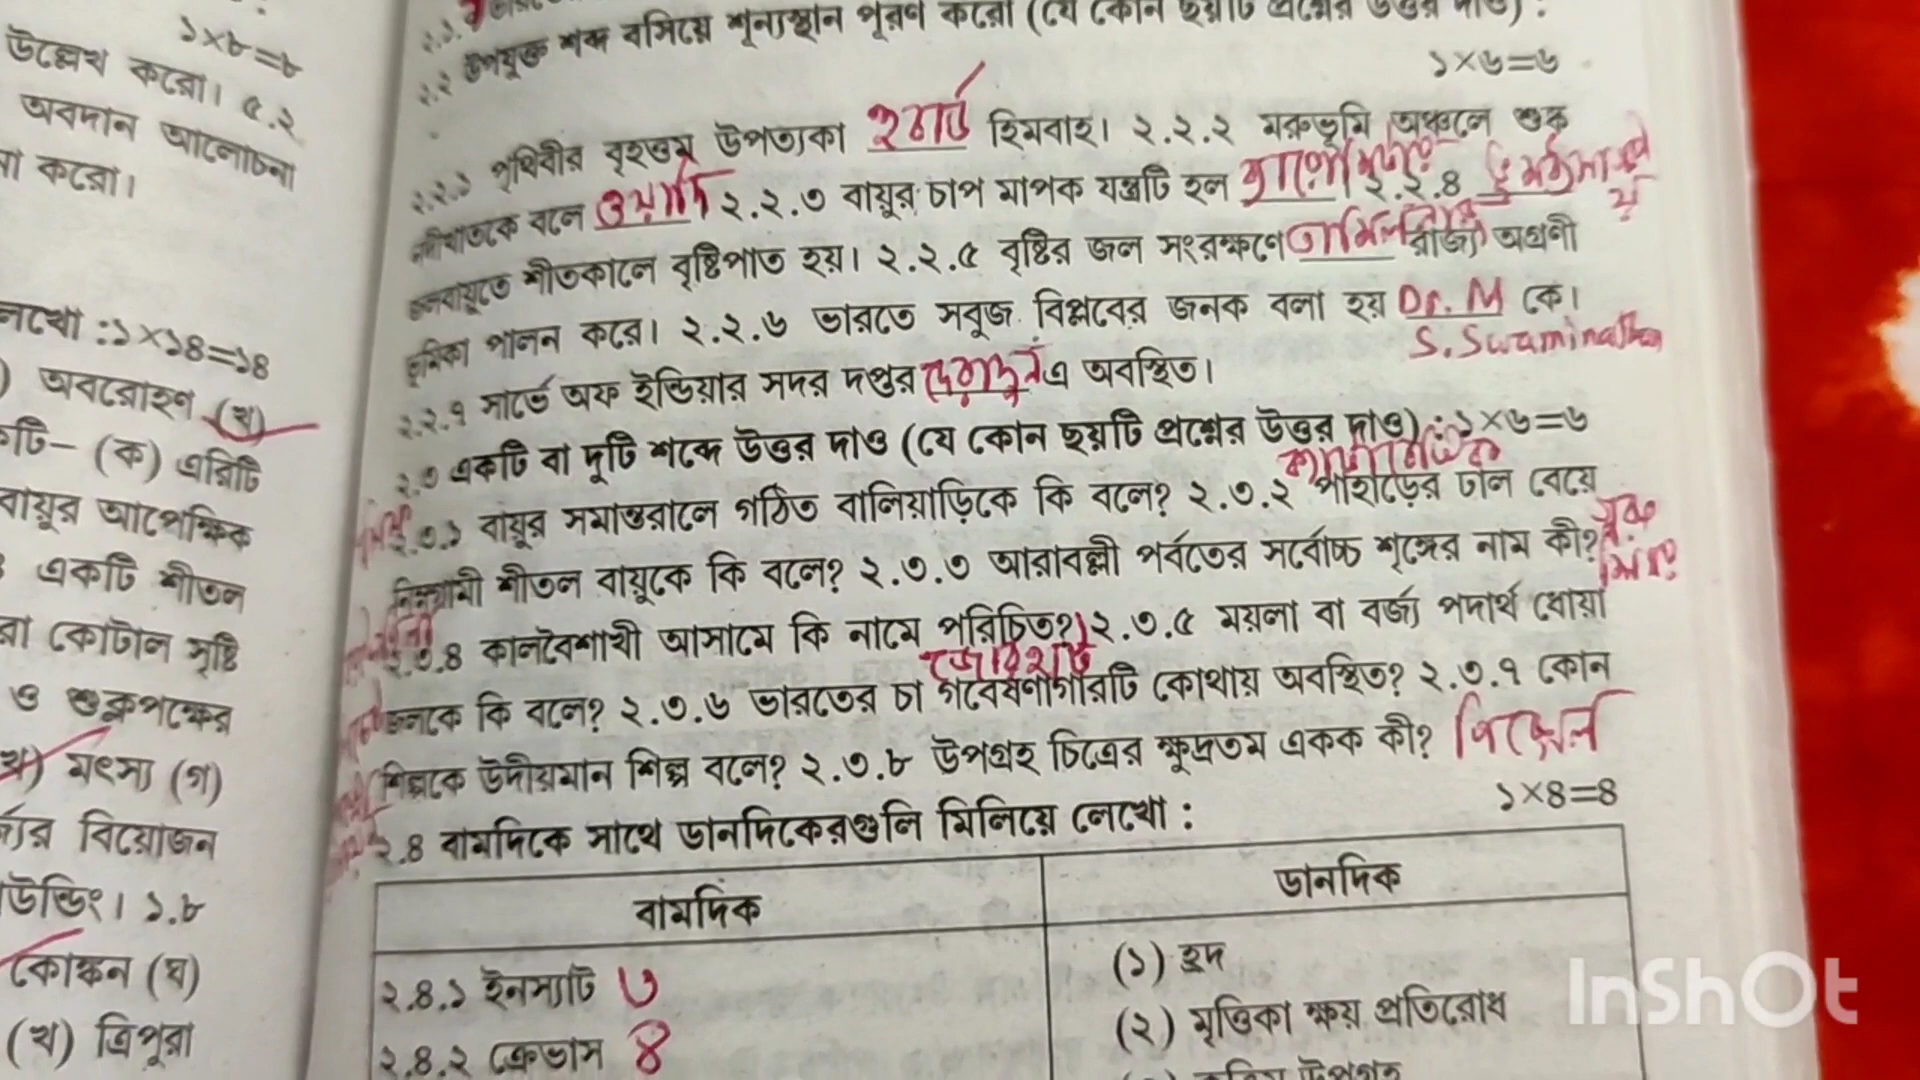 ১×৮=৮
উল্লেখ করো। ৫.২
অবদান আলোচনা
করো।
লেখো :১×১৪=১৪
অবরোহণ (খ)
টি– (ক) এরিটি
বায়ুর আপেক্ষিক
একটি শীতল
রা কোটাল সৃষ্টি
ও শুক্লপক্ষের
খ) মৎস্য (গ)
র্জ্যর বিয়োজন
উন্ডিং। ১.৮
কোঙ্কন (ঘ)
(খ) ত্রিপুরা
২.২ উপযুক্ত শব্দ বসিয়ে শূন্যস্থান পূরণ করো (যে কোন ছয়টি প্রশ্নের উত্তর দাও) :
১×৬=৬
২.২.১ পৃথিবীর বৃহত্তম উপত্যকা হুবার্ড হিমবাহ। ২.২.২ মরুভূমি অঞ্চলে শুষ্ক
নদীখাতকে বলে ওয়াদি ২.২.৩ বায়ুর চাপ মাপক যন্ত্রটি হল ব্যারোমিটার ২.২.৪ ভূমধ্যসাগরীয়
জলবায়ুতে শীতকালে বৃষ্টিপাত হয়। ২.২.৫ বৃষ্টির জল সংরক্ষণে তামিলনাড়ু রাজ্য অগ্রণী
ভূমিকা পালন করে। ২.২.৬ ভারতে সবুজ বিপ্লবের জনক বলা হয় Dr. M কে।
S. Swaminathan
২.২.৭ সার্ভে অফ ইন্ডিয়ার সদর দপ্তর দেরাদুন এ অবস্থিত।
২.৩ একটি বা দুটি শব্দে উত্তর দাও (যে কোন ছয়টি প্রশ্নের উত্তর দাও) : ১×৬=৬
ক্যাটাবেটিক
২.৩.১ বায়ুর সমান্তরালে গঠিত বালিয়াড়িকে কি বলে? ২.৩.২ পাহাড়ের ঢাল বেয়ে
নিম্নগামী শীতল বায়ুকে কি বলে? ২.৩.৩ আরাবল্লী পর্বতের সর্বোচ্চ শৃঙ্গের নাম কী? গুরু
শিখর
২.৩.৪ কালবৈশাখী আসামে কি নামে পরিচিত? ২.৩.৫ ময়লা বা বর্জ্য পদার্থ ধোয়া
জোরহাট
জলকে কি বলে? ২.৩.৬ ভারতের চা গবেষণাগারটি কোথায় অবস্থিত? ২.৩.৭ কোন
শিল্পকে উদীয়মান শিল্প বলে? ২.৩.৮ উপগ্রহ চিত্রের ক্ষুদ্রতম একক কী? পিক্সেল
২.৪ বামদিকে সাথে ডানদিকেরগুলি মিলিয়ে লেখো : ১×৪=৪
বামদিক ডানদিক
২.৪.১ ইনস্যাট ৩ (১) হ্রদ
২.৪.২ ক্রেভাস ৪ (২) মৃত্তিকা ক্ষয় প্রতিরোধ
কৃত্রিম উপগ্রহ
InShOt